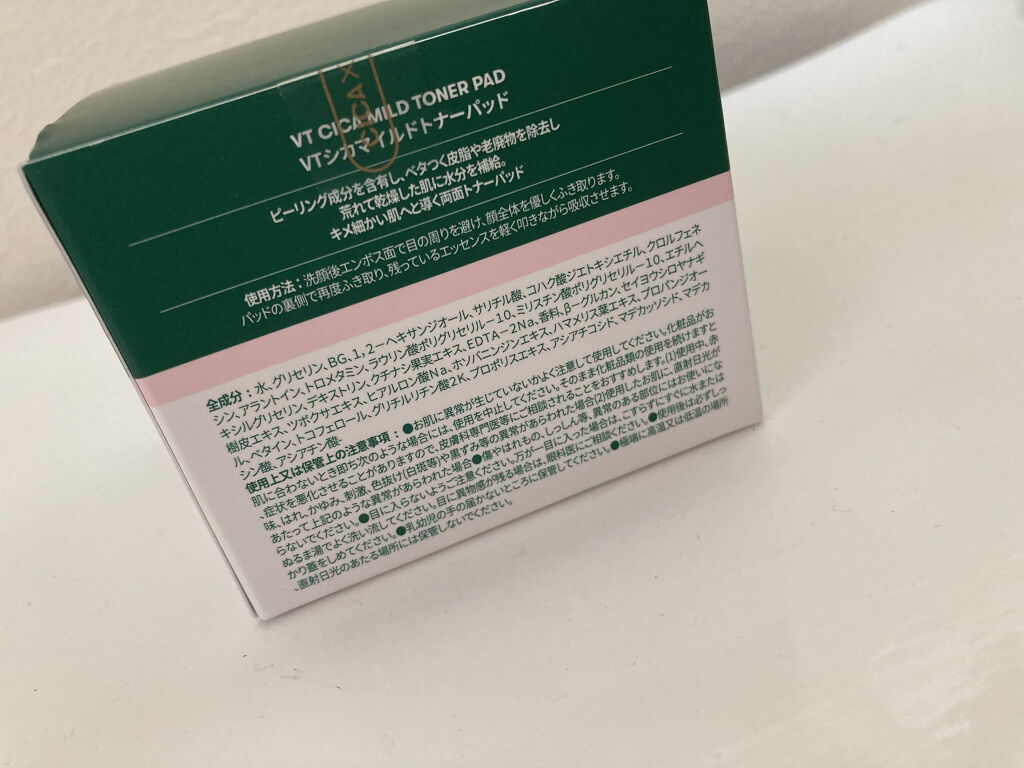 CICA X
VT CICA MILD TONER PAD
VTシカマイルドトナーパッド
ピーリング成分を含有し、ベタつく皮脂や老廃物を除去し
荒れて乾燥した肌に水分を補給。
キメ細かい肌へと導く両面トナーパッド
使用方法：洗顔後エンボス面で目の周りを避け、顔全体を優しくふき取ります。
パッドの裏側で再度ふき取り、残っているエッセンスを軽く叩きながら吸収させます。
全成分：水、グリセリン、BG、1，2－ヘキサンジオール、サリチル酸、コハク酸ジエトキシエチル、クロルフェネ
シン、アラントイン、トロメタミン、ラウリン酸ポリグリセリル－10、ミリスチン酸ポリグリセリル－10、エチルヘ
キシルグリセリン、デキストリン、クチナシ果実エキス、EDTA－2Na、香料、β－グルカン、セイヨウシロヤナギ
樹皮エキス、ツボクサエキス、ヒアルロン酸Na、ホソバニンジンエキス、ハマメリス葉エキス、プロパンジオー
ル、ベタイン、トコフェロール、グリチルリチン酸2K、プロポリスエキス、アシアチコシド、マデカッソシド、マデカ
シン酸、アシアチン酸-
使用上又は保管上の注意事項：●お肌に異常が生じていないかよく注意して使用してください。化粧品がお
肌に合わないとき即ち次のような場合には、使用を中止してください。そのまま化粧品類の使用を続けますと
症状を悪化させることがありますので、皮膚科専門医等にご相談されることをおすすめします。(1)使用中、赤
味、はれ、かゆみ、刺激、色抜け(白斑等)や黒ずみ等の異常があらわれた場合(2)使用したお肌に、直射日光が
あたって上記のような異常があらわれた場合●傷やはれもの、しっしん等、異常のある部位にはお使いにな
らないでください。●目に入らないようご注意ください。万が一目に入った場合は、こすらずにすぐに水または
ぬるま湯でよく洗い流してください。目に異物感が残る場合は、眼科医にご相談ください。●使用後は必ずしっ
かり蓋をしめてください。●乳幼児の手の届かないところに保管してください。●極端に高温又は低温の場所
、直射日光のあたる場所には保管しないでください。